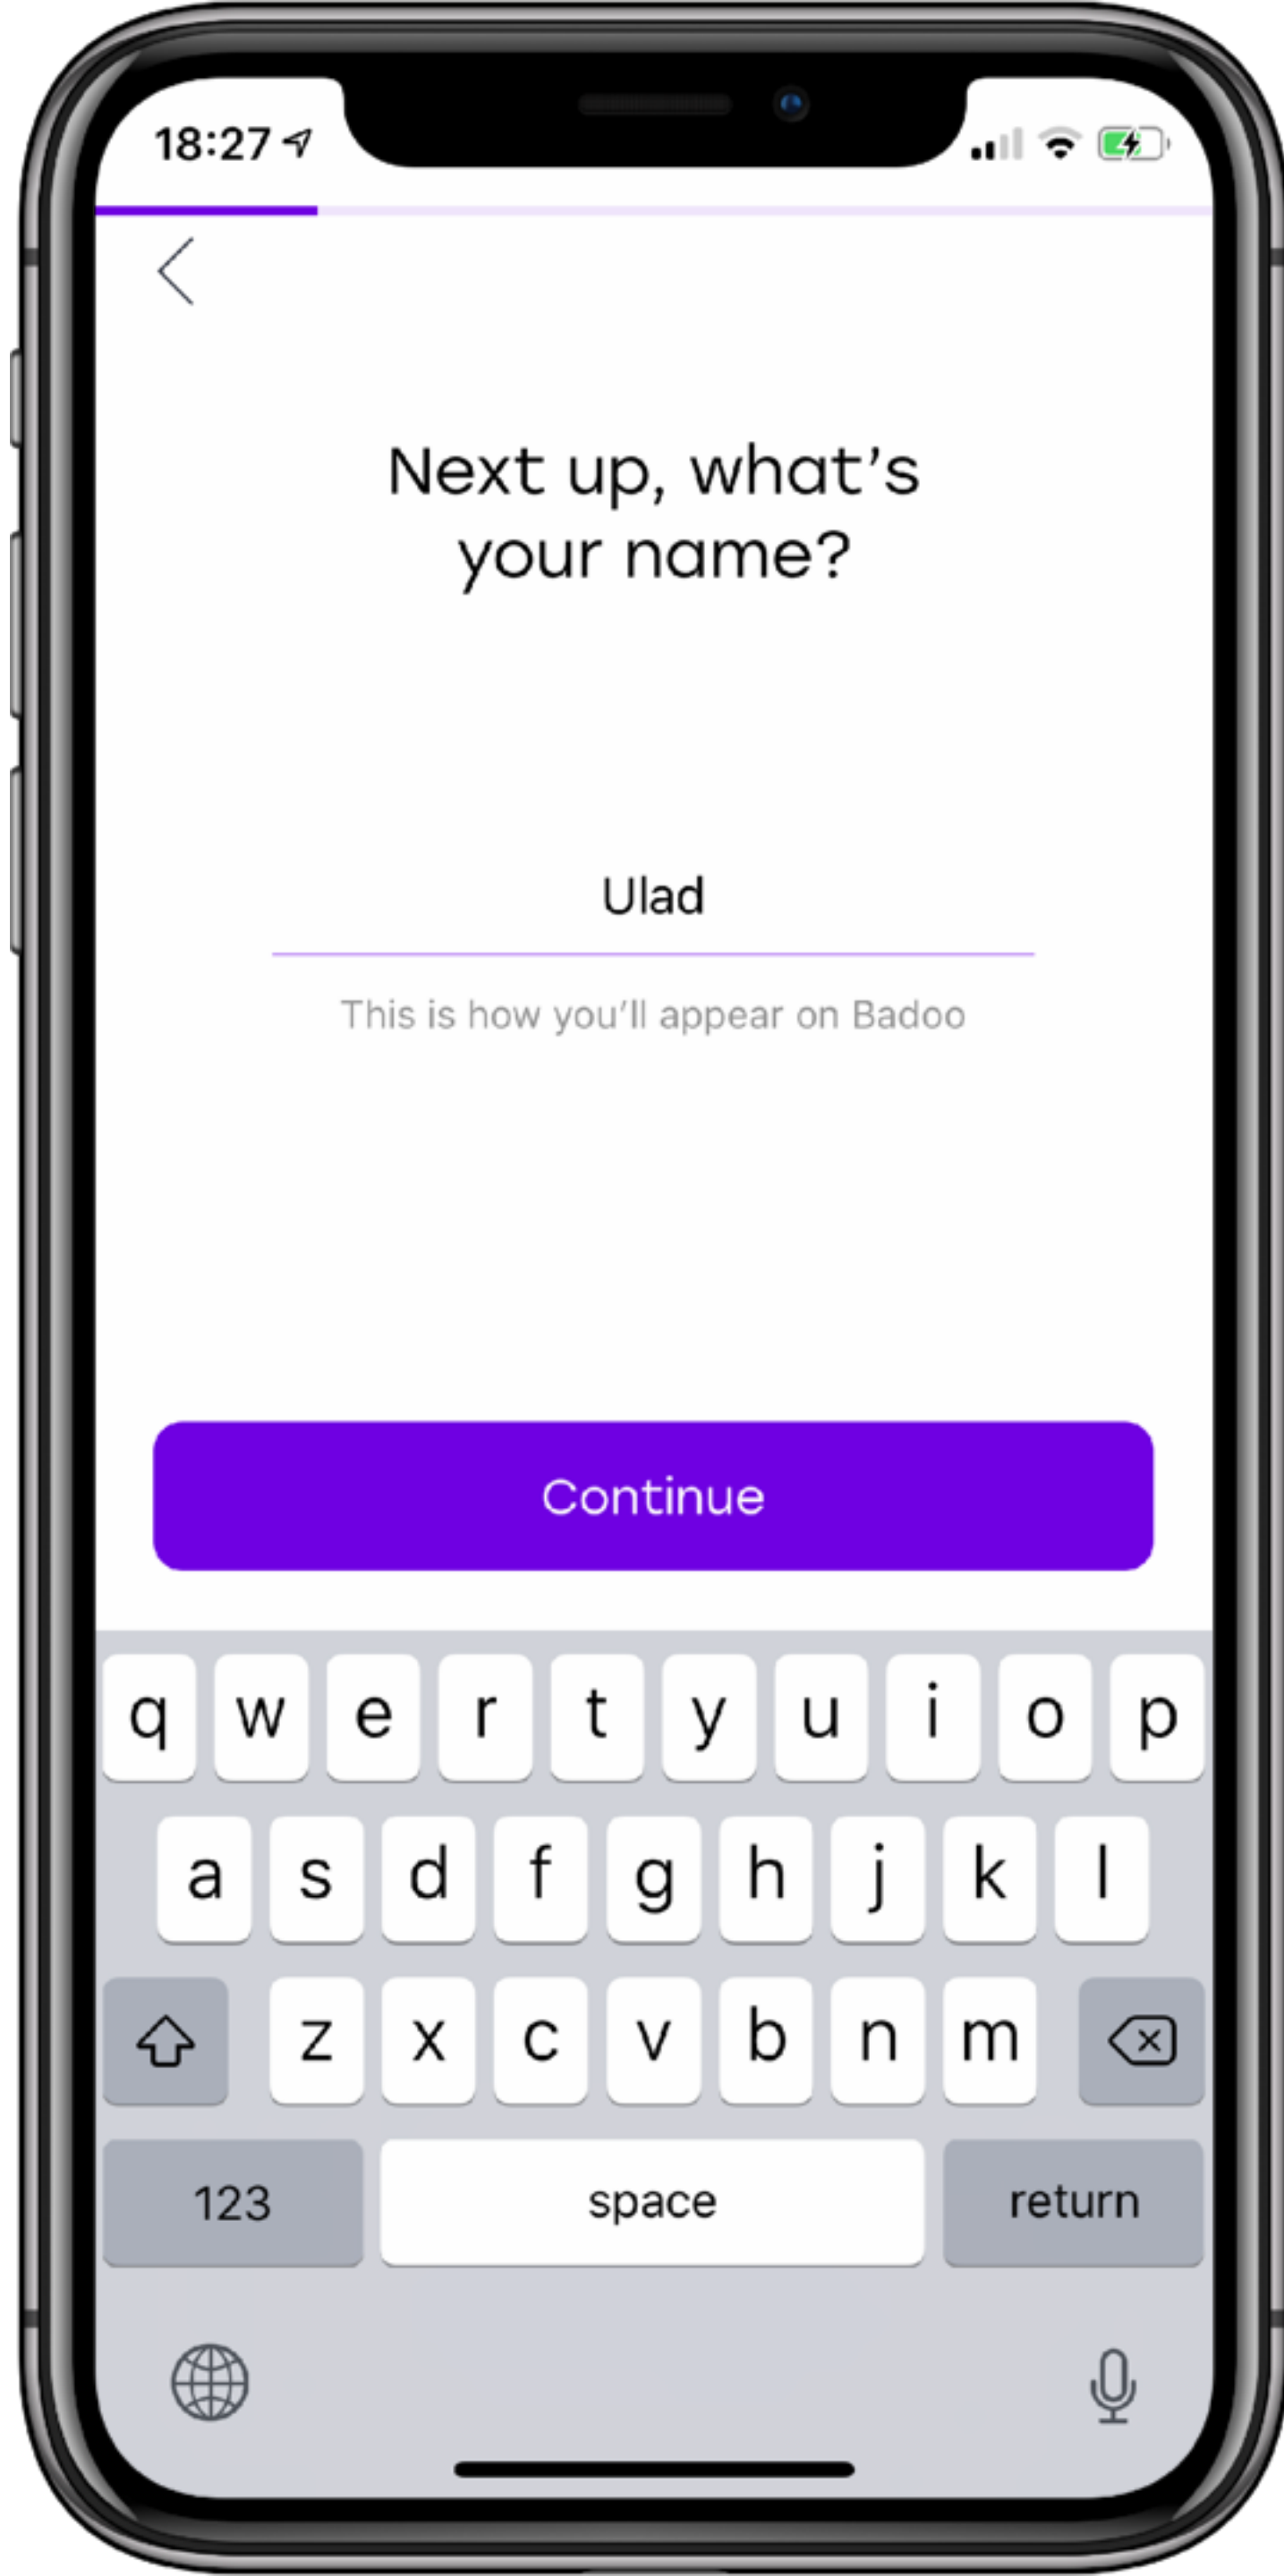 18:27
Next up, what’s
your name?
Ulad
This is how you’ll appear on Badoo
Continue
q w e r t y u i o p
a s d f g h j k l
z x c v b n m
123 space return